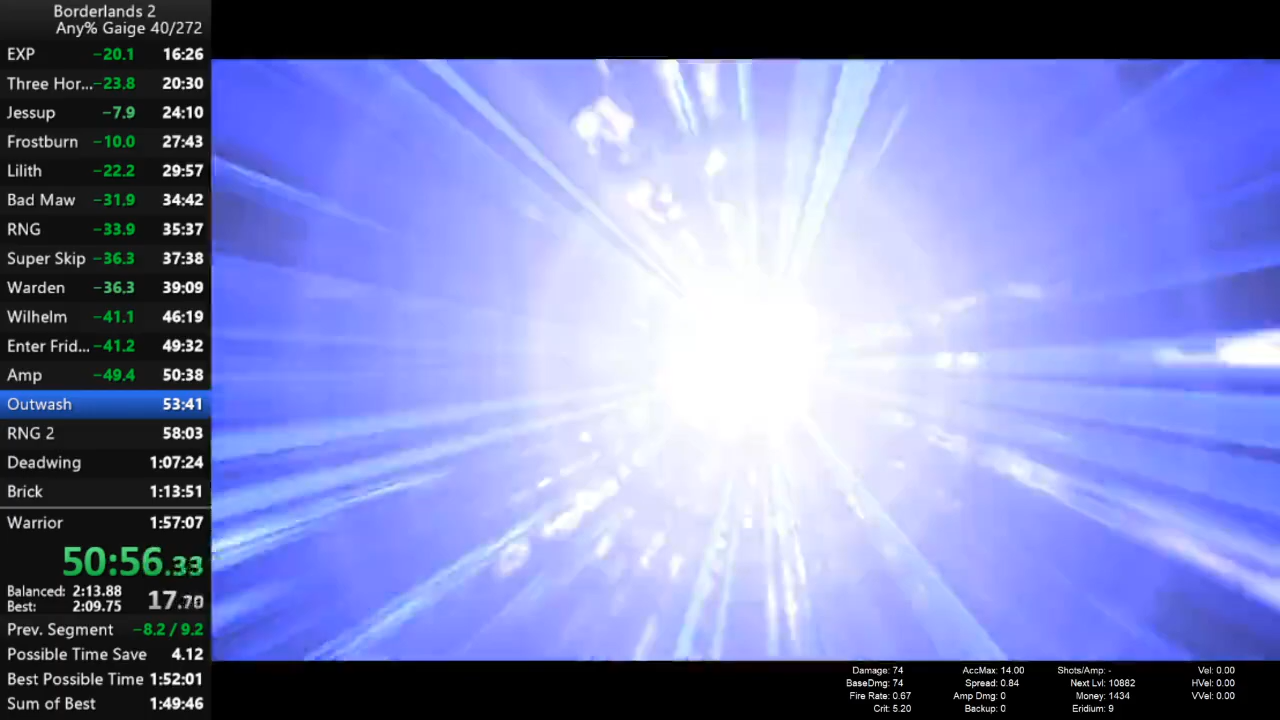 Borderlands 2
Any% Gaige 40/272
EXP −20.1 16:26
Three Hor... −23.8 20:30
Jessup −7.9 24:10
Frostburn −10.0 27:43
Lilith −22.2 29:57
Bad Maw −31.9 34:42
RNG −33.9 35:37
Super Skip −36.3 37:38
Warden −36.3 39:09
Wilhelm −41.1 46:19
Enter Frid... −41.2 49:32
Amp −49.4 50:38
Outwash 53:41
RNG 2 58:03
Deadwing 1:07:24
Brick 1:13:51
Warrior 1:57:07
50:56.33
Balanced: 2:13.88
Best: 2:09.75 17.70
Prev. Segment −8.2 / 9.2
Possible Time Save 4.12
Best Possible Time 1:52:01
Sum of Best 1:49:46
Damage: 74 AccMax: 14.00 Shots/Amp: - Vel: 0.00
BaseDmg: 74 Spread: 0.84 Next Lvl: 10882 HVel: 0.00
Fire Rate: 0.67 Amp Dmg: 0 Money: 1434 VVel: 0.00
Crit: 5.20 Backup: 0 Eridium: 9